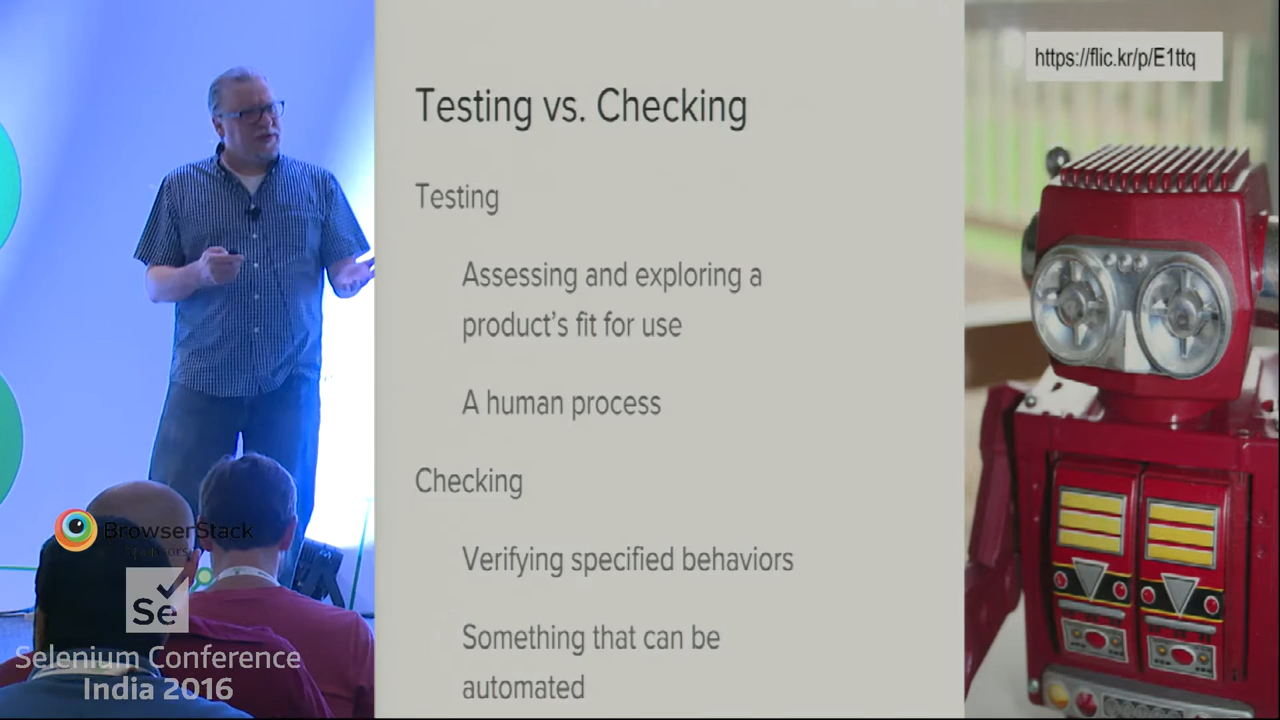 https://flic.kr/p/E1ttq
Testing vs. Checking
Testing
Assessing and exploring a
product's fit for use
A human process
Checking
Verifying specified behaviors
Something that can be
automated
BrowserStack
Se
Selenium Conference
India 2016